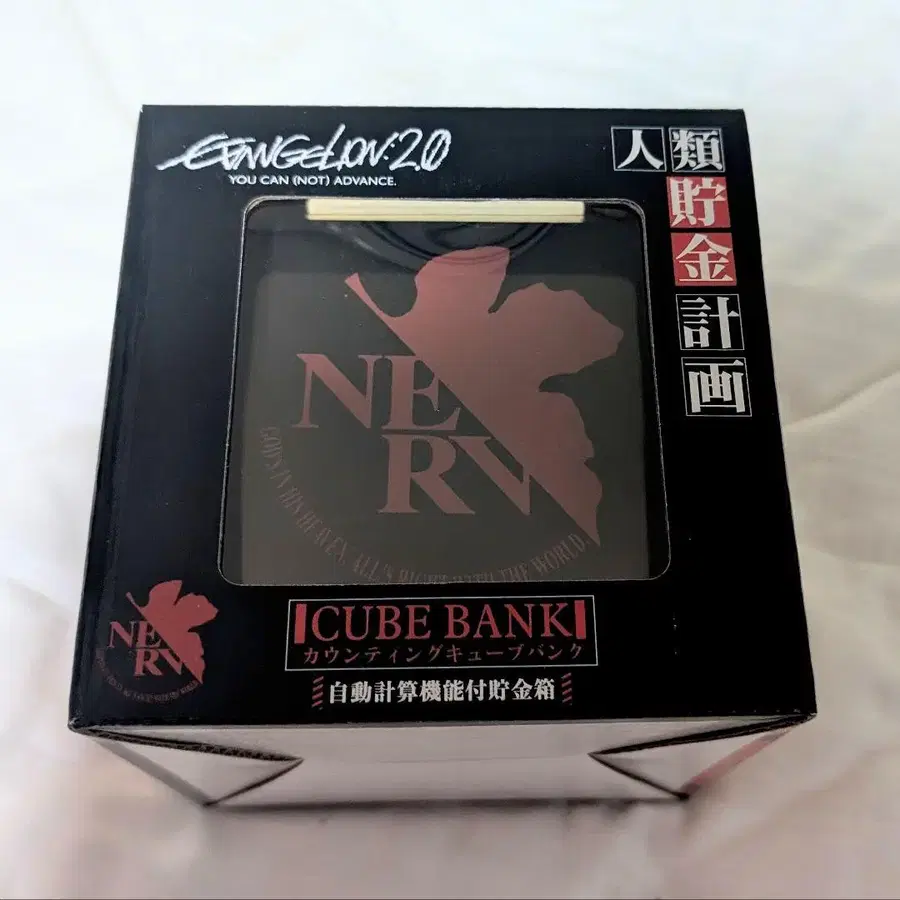 EVANGELION:2.0
YOU CAN (NOT) ADVANCE.
人類
貯金計画
NERV
GOD'S IN HIS HEAVEN, ALL'S RIGHT WITH THE WORLD.
CUBE BANK
カウンティングキューブバンク
自動計算機能付貯金箱
NERV